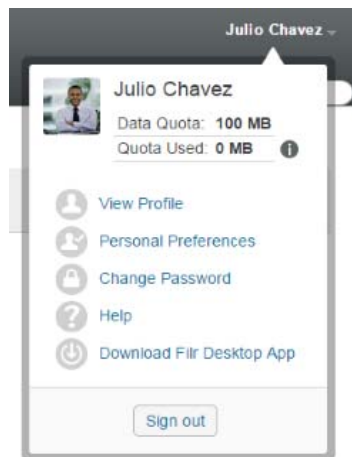 Julio Chavez
Julio Chavez
Data Quota: 100 MB
Quota Used: 0 MB
View Profile
Personal Preferences
Change Password
Help
Download Filr Desktop App
Sign out